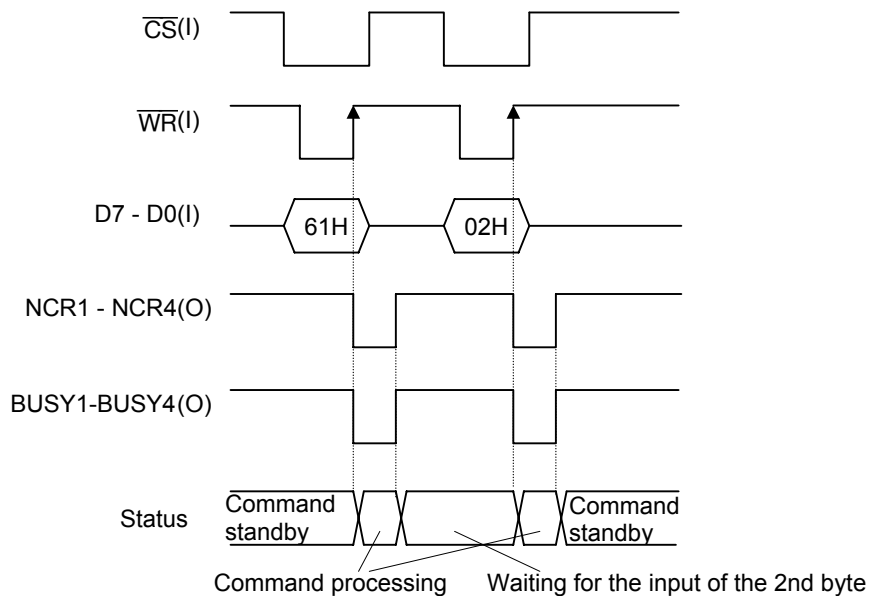 CS(I)
WR(I)
D7 - D0(I)
61H
02H
NCR1 - NCR4(O)
BUSY1-BUSY4(O)
Status
Command
standby
Command
standby
Command processing
Waiting for the input of the 2nd byte